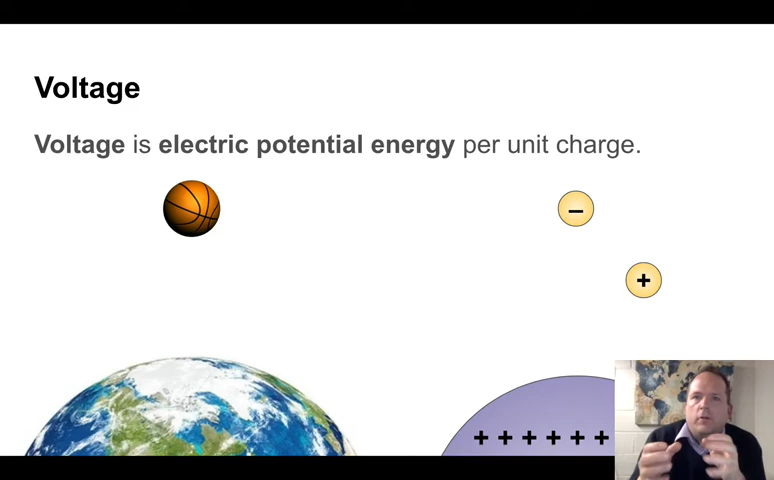 Voltage
Voltage is electric potential energy per unit charge.
–
+
+ + + + + +